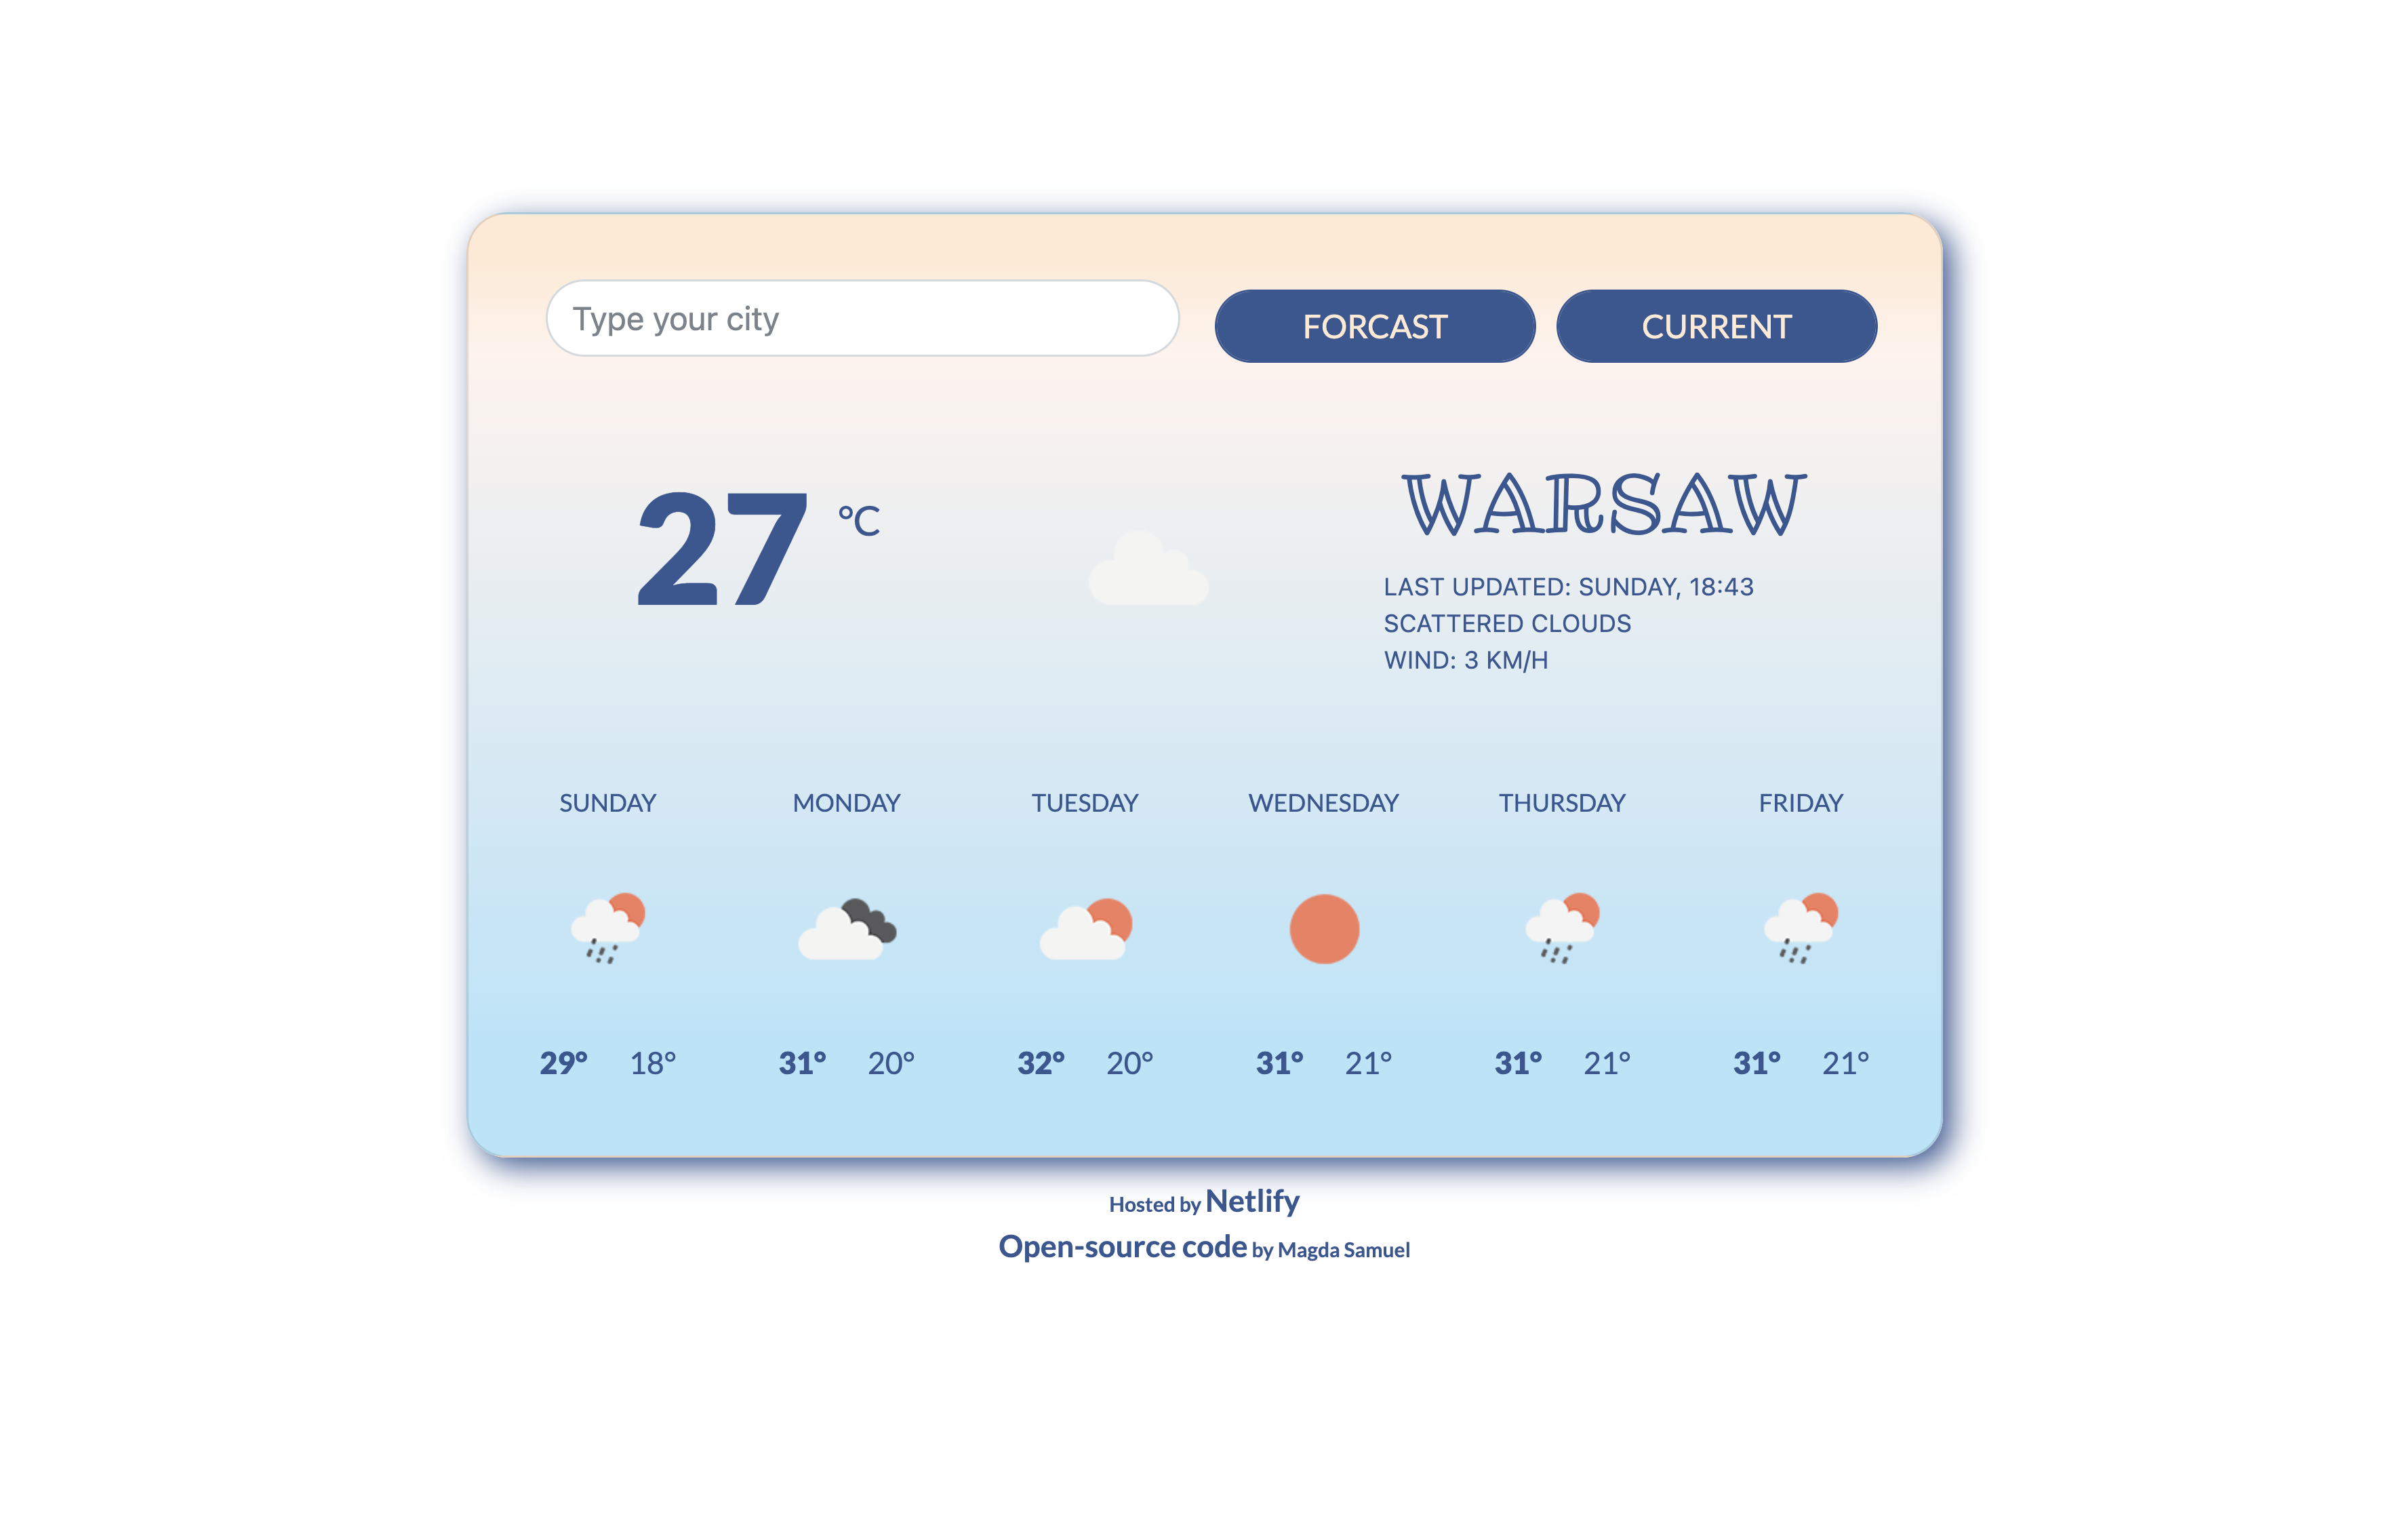 Type your city
FORCAST
CURRENT
27 °C
WARSAW
LAST UPDATED: SUNDAY, 18:43
SCATTERED CLOUDS
WIND: 3 KM/H
SUNDAY MONDAY TUESDAY WEDNESDAY THURSDAY FRIDAY
29° 18° 31° 20° 32° 20° 31° 21° 31° 21° 31° 21°
Hosted by Netlify
Open-source code by Magda Samuel